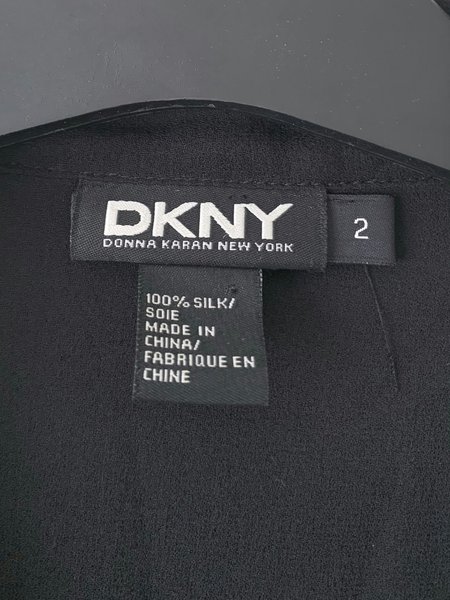 DKNY
DONNA KARAN NEW YORK
2
100% SILK/
SOIE
MADE IN
CHINA/
FABRIQUE EN
CHINE